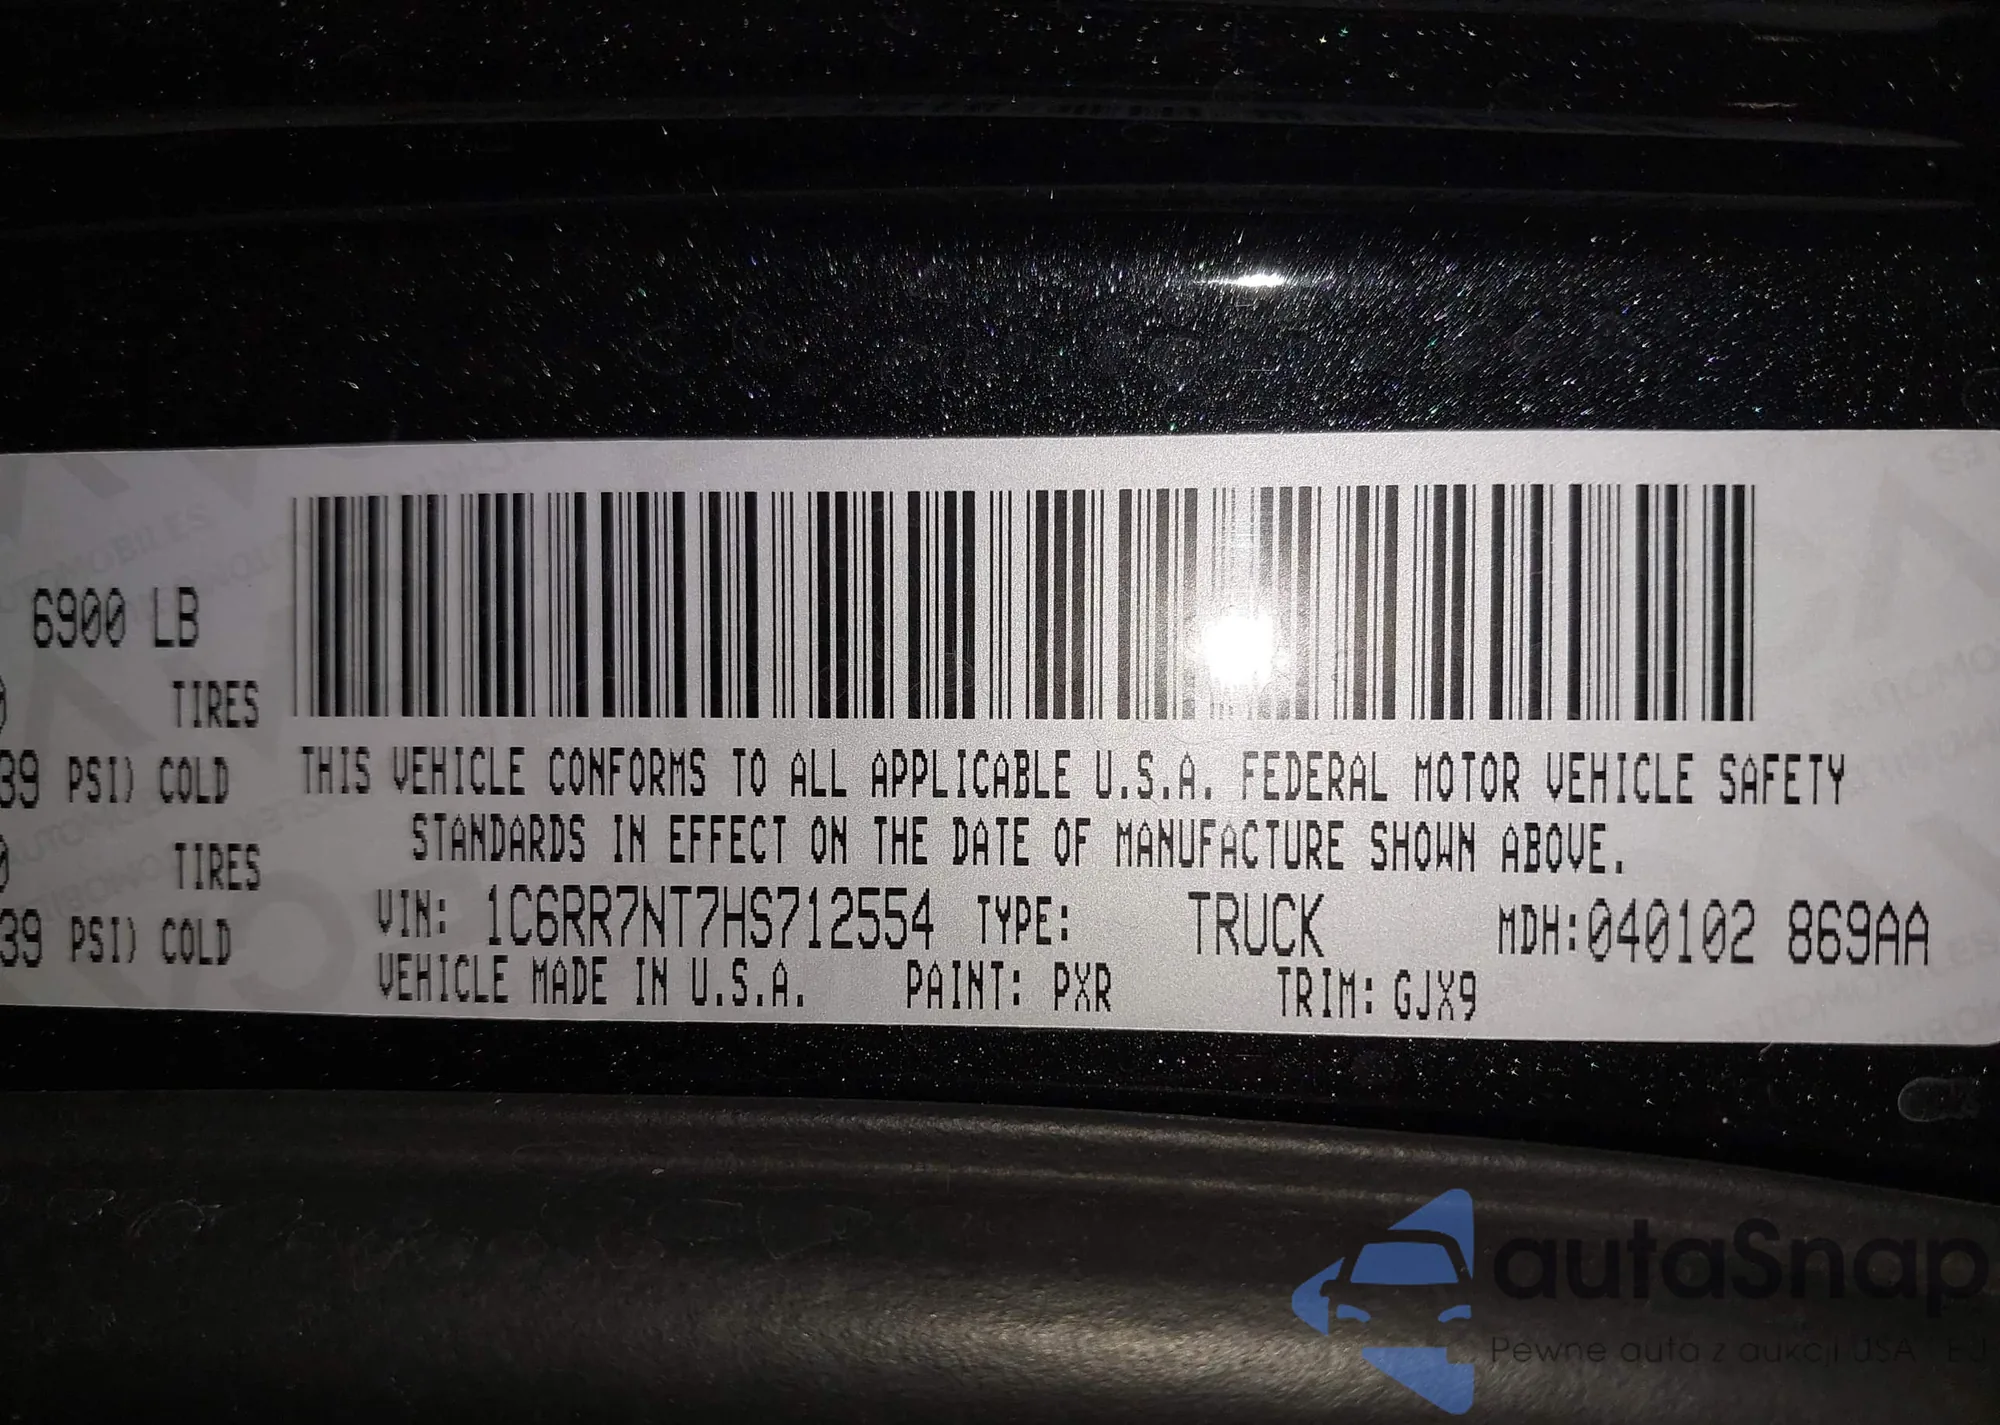 6900 LB
TIRES
39 PSI) COLD
TIRES
39 PSI) COLD
THIS VEHICLE CONFORMS TO ALL APPLICABLE U.S.A. FEDERAL MOTOR VEHICLE SAFETY
STANDARDS IN EFFECT ON THE DATE OF MANUFACTURE SHOWN ABOVE.
VIN: 1C6RR7NT7HS712554 TYPE: TRUCK MDH:040102 869AA
VEHICLE MADE IN U.S.A. PAINT: PXR TRIM: GJX9
autaSnap
Pewne auta z aukcji USA i EU